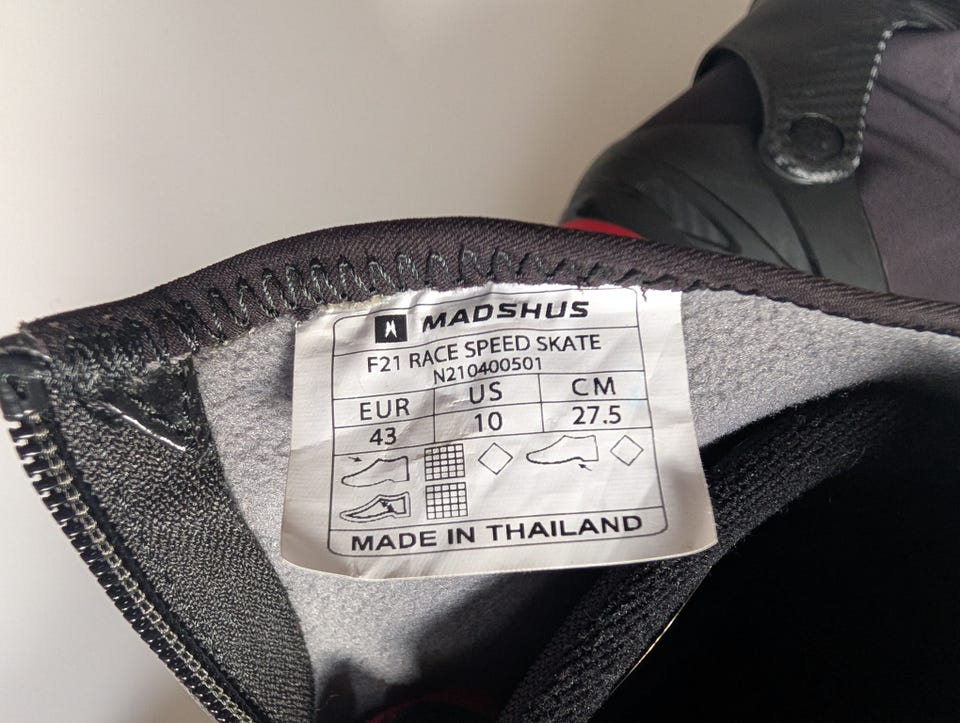 MADSHUS
F21 RACE SPEED SKATE
N210400501
EUR US CM
43 10 27.5
MADE IN THAILAND